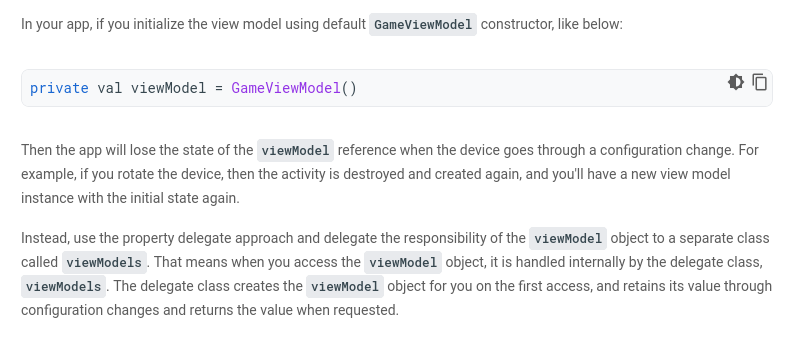 In your app, if you initialize the view model using default GameViewModel constructor, like below:
private val viewModel = GameViewModel()
Then the app will lose the state of the viewModel reference when the device goes through a configuration change. For
example, if you rotate the device, then the activity is destroyed and created again, and you'll have a new view model
instance with the initial state again.
Instead, use the property delegate approach and delegate the responsibility of the viewModel object to a separate class
called viewModels. That means when you access the viewModel object, it is handled internally by the delegate class,
viewModels. The delegate class creates the viewModel object for you on the first access, and retains its value through
configuration changes and returns the value when requested.